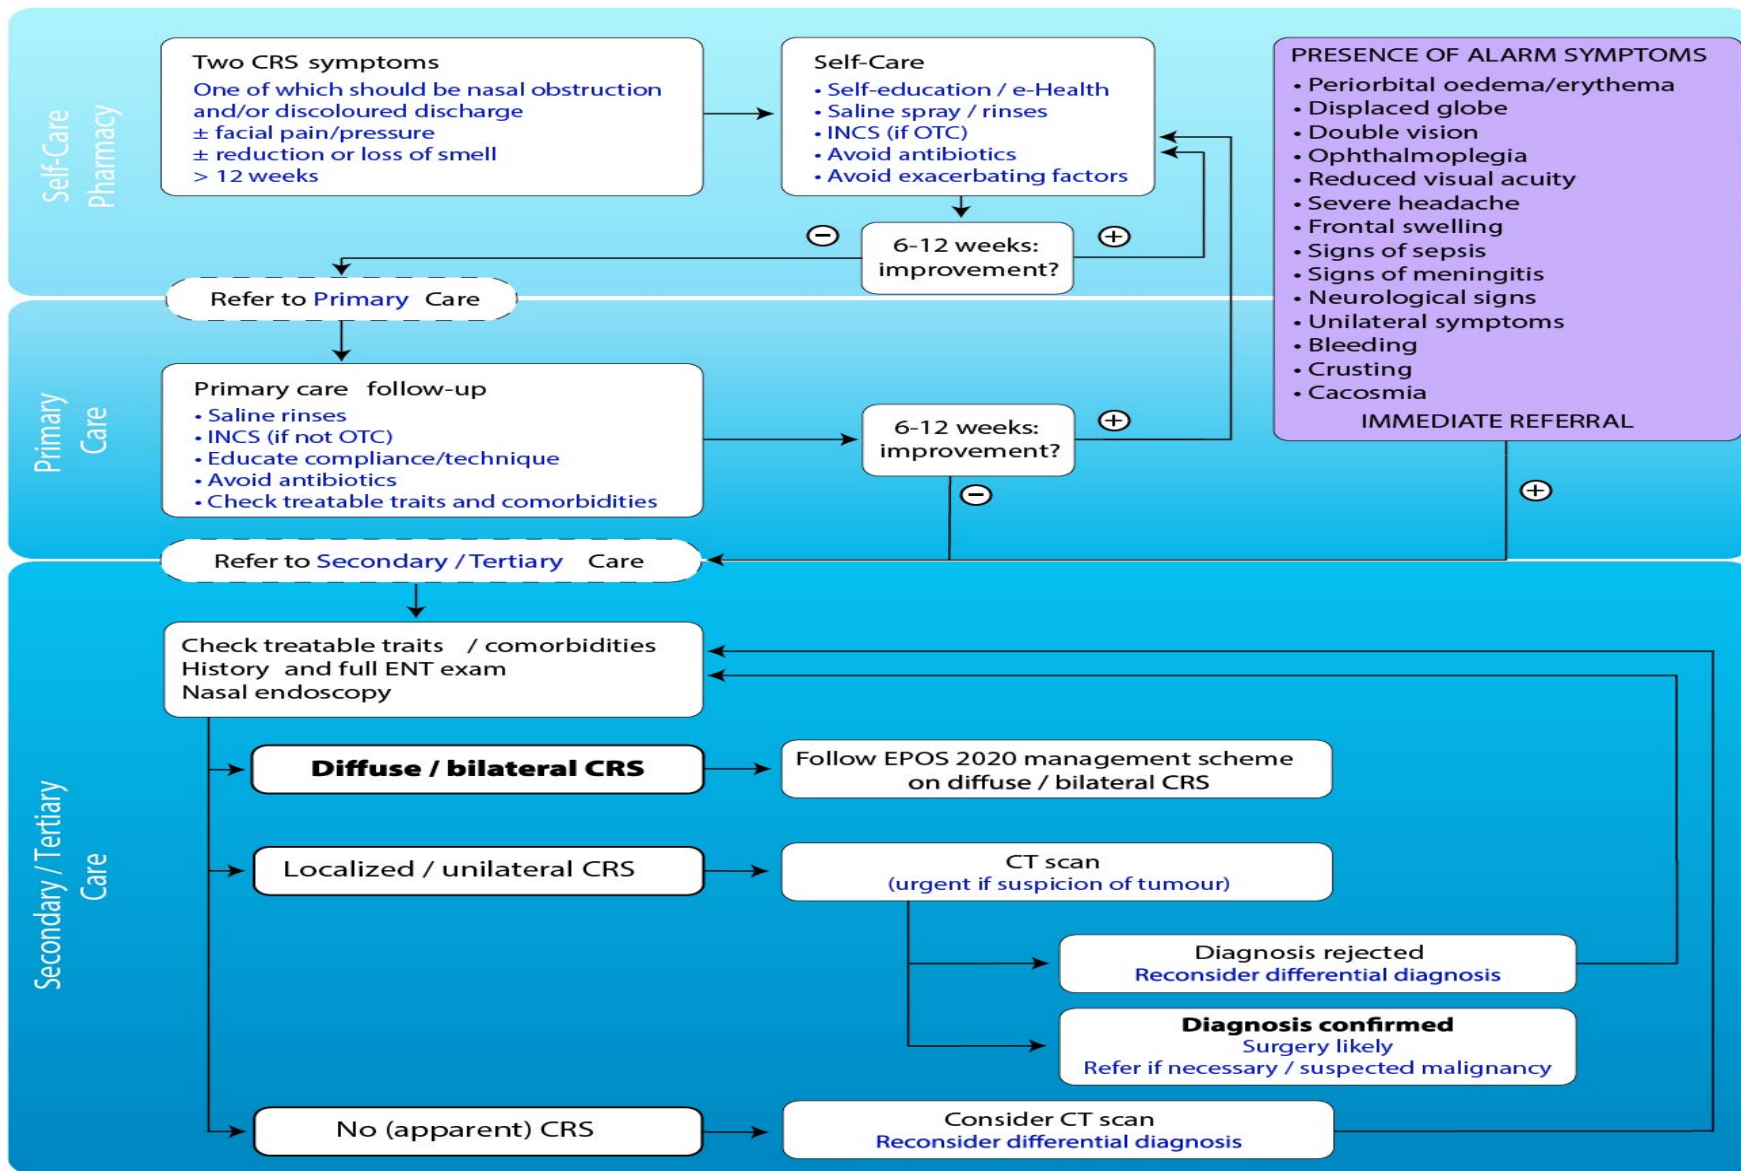 Self-Care
Pharmacy
Two CRS symptoms
One of which should be nasal obstruction
and/or discoloured discharge
± facial pain/pressure
± reduction or loss of smell
> 12 weeks
Self-Care
• Self-education / e-Health
• Saline spray / rinses
• INCS (if OTC)
• Avoid antibiotics
• Avoid exacerbating factors
PRESENCE OF ALARM SYMPTOMS
• Periorbital oedema/erythema
• Displaced globe
• Double vision
• Ophthalmoplegia
• Reduced visual acuity
• Severe headache
• Frontal swelling
• Signs of sepsis
• Signs of meningitis
• Neurological signs
• Unilateral symptoms
• Bleeding
• Crusting
• Cacosmia
IMMEDIATE REFERRAL
−
6-12 weeks:
improvement?
+
Refer to Primary Care
Primary
Care
Primary care follow-up
• Saline rinses
• INCS (if not OTC)
• Educate compliance/technique
• Avoid antibiotics
• Check treatable traits and comorbidities
6-12 weeks:
improvement?
+
−
+
Refer to Secondary / Tertiary Care
Secondary / Tertiary
Care
Check treatable traits / comorbidities
History and full ENT exam
Nasal endoscopy
Diffuse / bilateral CRS
Follow EPOS 2020 management scheme
on diffuse / bilateral CRS
Localized / unilateral CRS
CT scan
(urgent if suspicion of tumour)
Diagnosis rejected
Reconsider differential diagnosis
Diagnosis confirmed
Surgery likely
Refer if necessary / suspected malignancy
No (apparent) CRS
Consider CT scan
Reconsider differential diagnosis